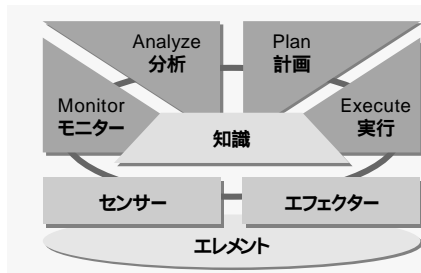 Analyze
分析
Plan
計画
Monitor
モニター
Execute
実行
知識
センサー
エフェクター
エレメント